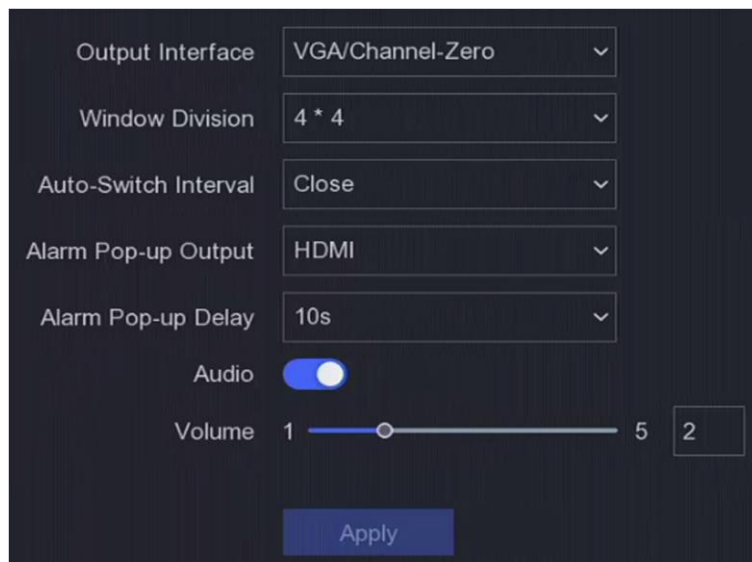 Output Interface VGA/Channel-Zero
Window Division 4 * 4
Auto-Switch Interval Close
Alarm Pop-up Output HDMI
Alarm Pop-up Delay 10s
Audio
Volume 1 5 2
Apply